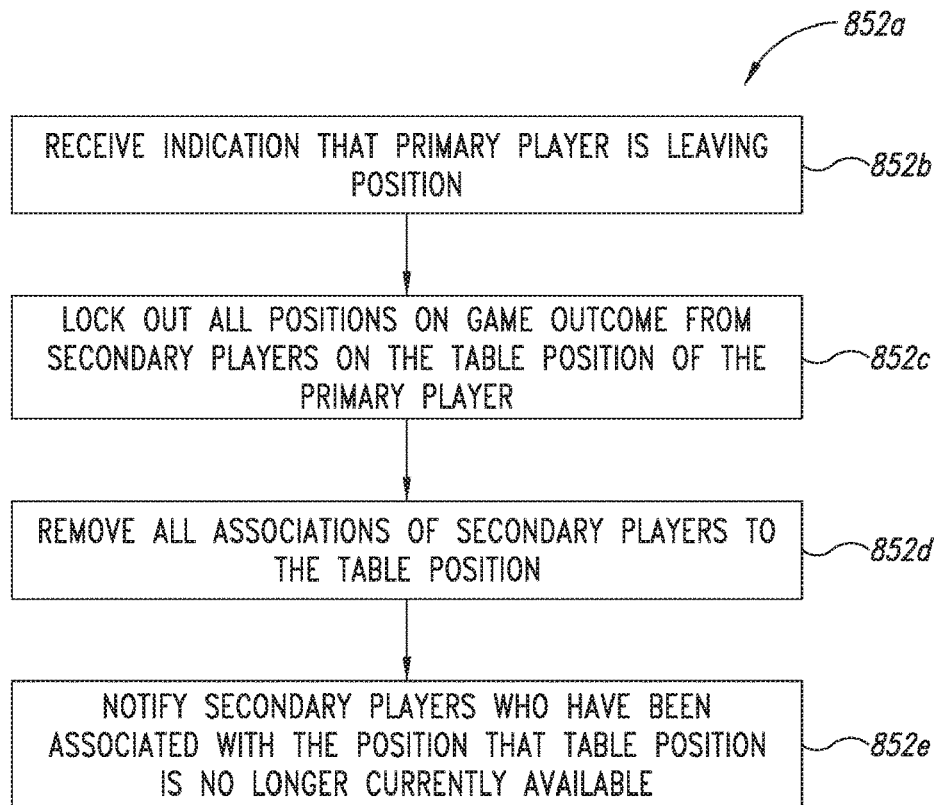 852a
RECEIVE INDICATION THAT PRIMARY PLAYER IS LEAVING
POSITION
852b
LOCK OUT ALL POSITIONS ON GAME OUTCOME FROM
SECONDARY PLAYERS ON THE TABLE POSITION OF THE
PRIMARY PLAYER
852c
REMOVE ALL ASSOCIATIONS OF SECONDARY PLAYERS TO
THE TABLE POSITION
852d
NOTIFY SECONDARY PLAYERS WHO HAVE BEEN
ASSOCIATED WITH THE POSITION THAT TABLE POSITION
IS NO LONGER CURRENTLY AVAILABLE
852e